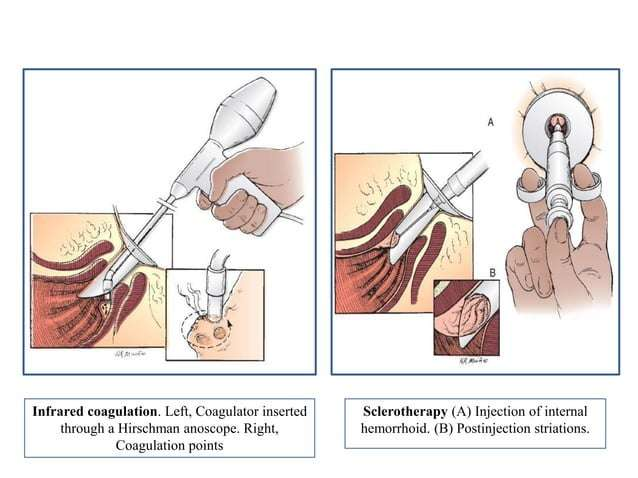 A
B
Infrared coagulation. Left, Coagulator inserted
through a Hirschman anoscope. Right,
Coagulation points
Sclerotherapy (A) Injection of internal
hemorrhoid. (B) Postinjection striations.